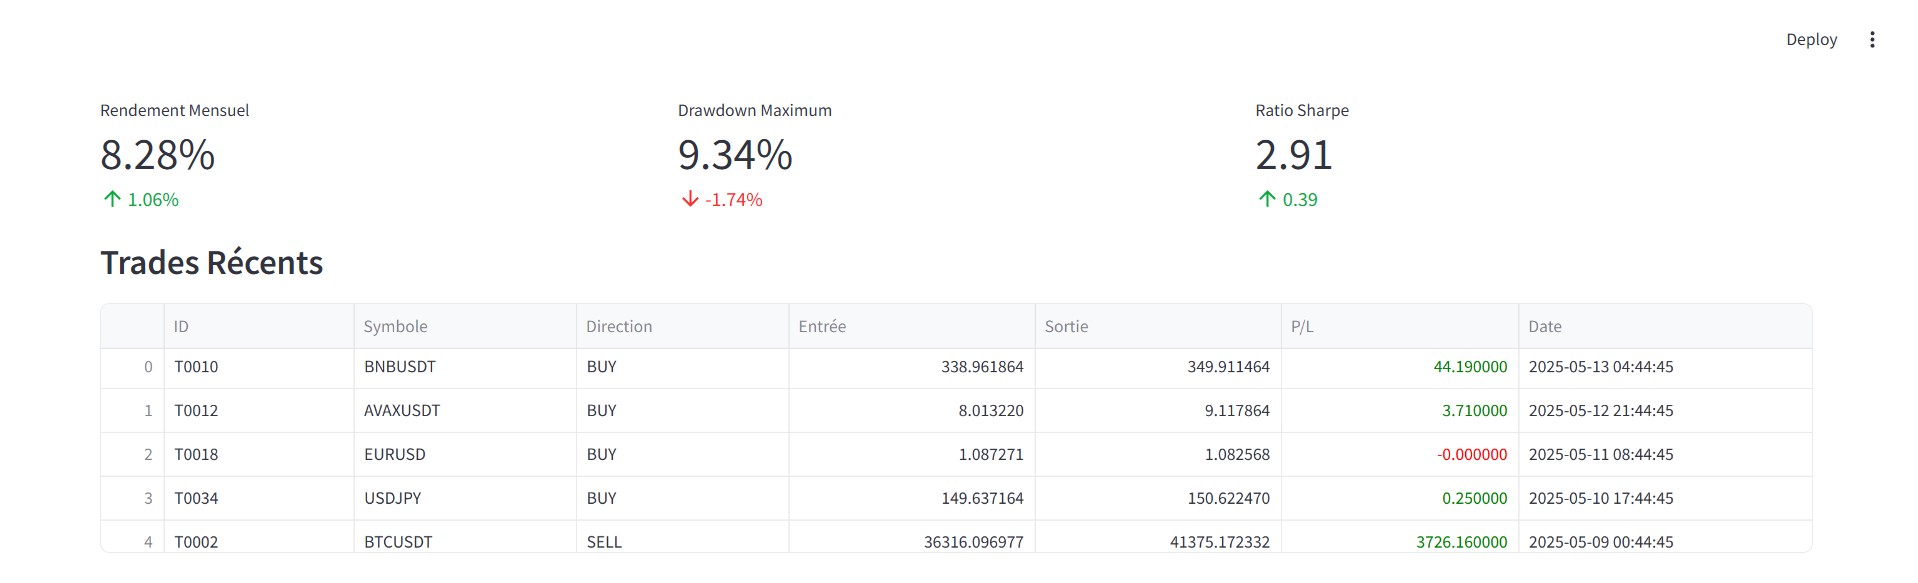 Deploy
Rendement Mensuel Drawdown Maximum Ratio Sharpe
8.28% 9.34% 2.91
↑ 1.06% ↓ -1.74% ↑ 0.39
Trades Récents
ID Symbole Direction Entrée Sortie P/L Date
0 T0010 BNBUSDT BUY 338.961864 349.911464 44.190000 2025-05-13 04:44:45
1 T0012 AVAXUSDT BUY 8.013220 9.117864 3.710000 2025-05-12 21:44:45
2 T0018 EURUSD BUY 1.087271 1.082568 -0.000000 2025-05-11 08:44:45
3 T0034 USDJPY BUY 149.637164 150.622470 0.250000 2025-05-10 17:44:45
4 T0002 BTCUSDT SELL 36316.096977 41375.172332 3726.160000 2025-05-09 00:44:45